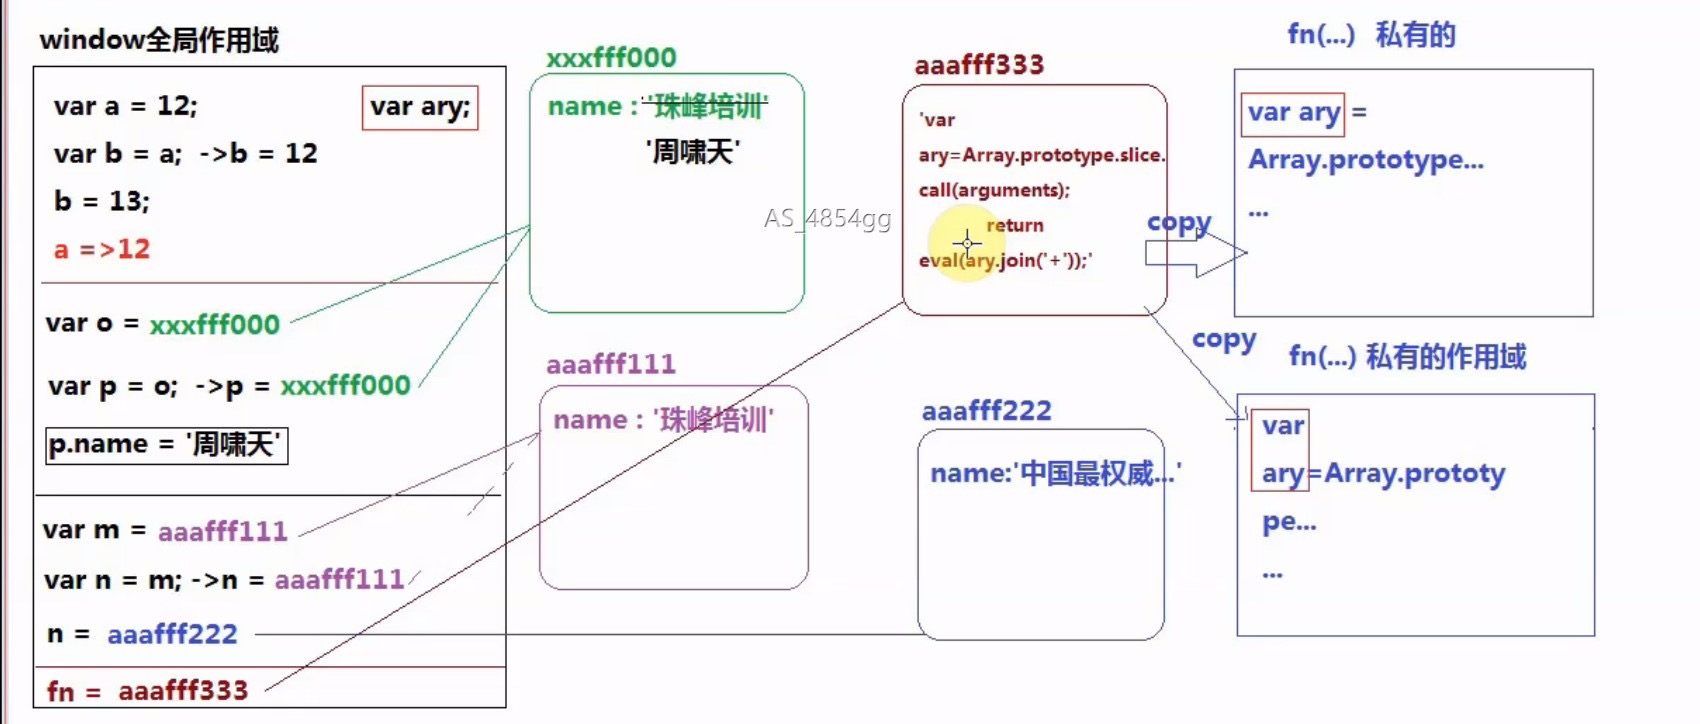 window全局作用域
var a = 12;
var ary;
var b = a; ->b = 12
b = 13;
a =>12
var o = xxxfff000
var p = o; ->p = xxxfff000
p.name = '周啸天'
var m = aaafff111
var n = m; ->n = aaafff111
n = aaafff222
fn = aaafff333
xxxfff000
name : '珠峰培训'
'周啸天'
AS_4854gg
aaafff111
name : '珠峰培训'
aaafff333
'var
ary=Array.prototype.slice.
call(arguments);
return
eval(ary.join('+'));'
copy
copy
aaafff222
name:'中国最权威...'
fn(...) 私有的
var ary =
Array.prototype...
...
fn(...) 私有的作用域
var
ary=Array.prototy
pe...
...